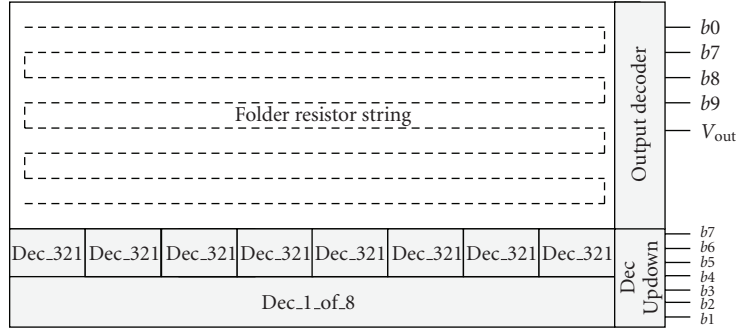 b0
b7
b8
b9
Vout
Folder resistor string
Output decoder
Dec_321 Dec_321 Dec_321 Dec_321 Dec_321 Dec_321 Dec_321 Dec_321
Dec_1_of_8
Dec
Updown
b7
b6
b5
b4
b3
b2
b1